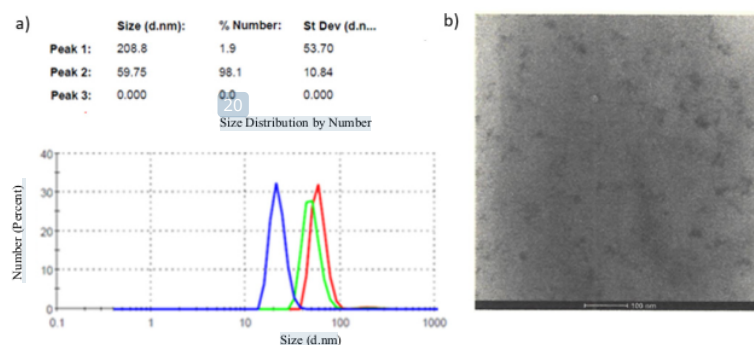 a)
Size (d.nm): % Number: St Dev (d.n...
Peak 1: 208.8 1.9 53.70
Peak 2: 59.75 98.1 10.84
Peak 3: 0.000 0.0 0.000
20
Size Distribution by Number
Number (Percent)
40
30
20
10
0
0.1 1 10 100 1000
Size (d.nm)
b)
100 nm